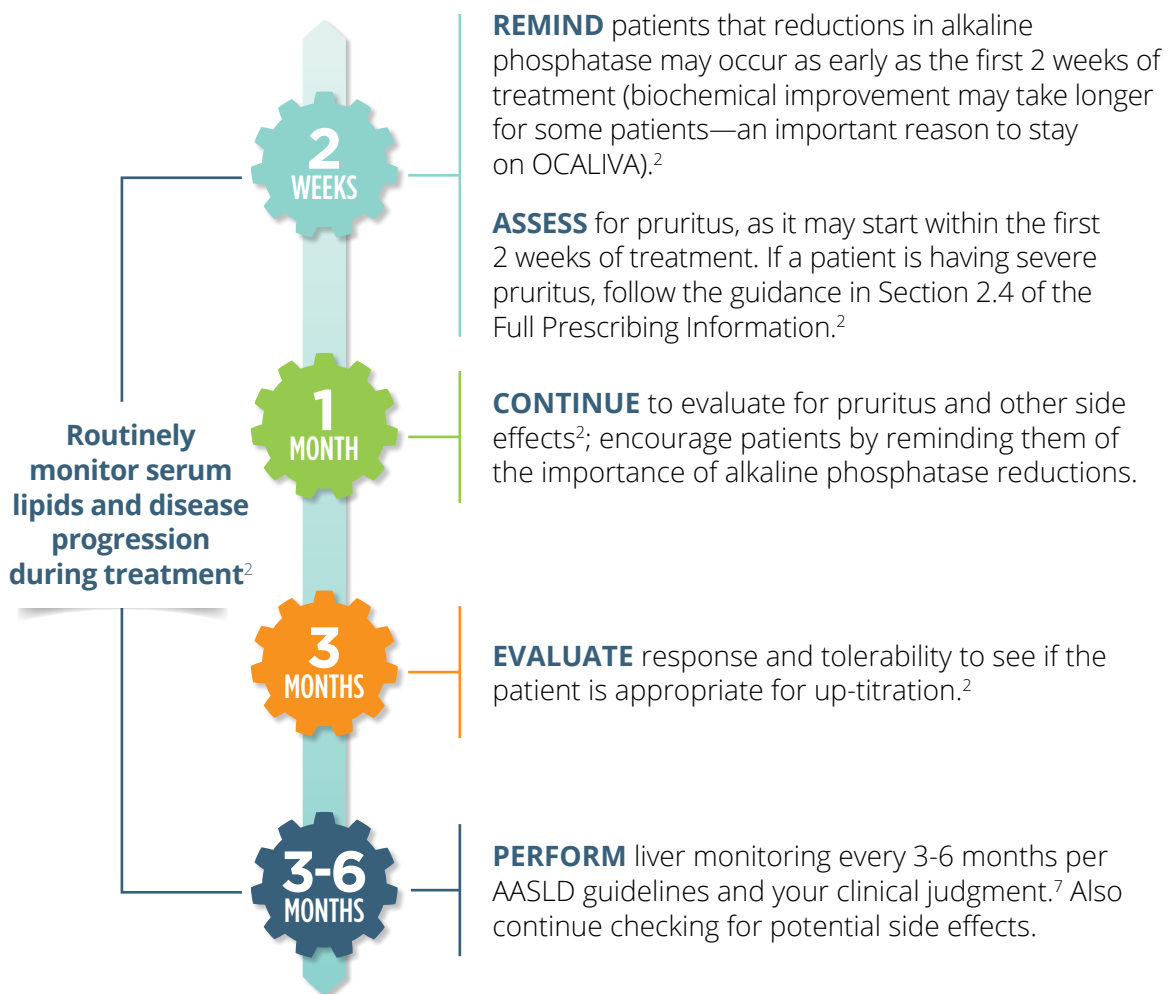 REMIND patients that reductions in alkaline
phosphatase may occur as early as the first 2 weeks of
treatment (biochemical improvement may take longer
for some patients—an important reason to stay
on OCALIVA).²
2
WEEKS
ASSESS for pruritus, as it may start within the first
2 weeks of treatment. If a patient is having severe
pruritus, follow the guidance in Section 2.4 of the
Full Prescribing Information.²
1
MONTH
CONTINUE to evaluate for pruritus and other side
effects²; encourage patients by reminding them of
the importance of alkaline phosphatase reductions.
Routinely
monitor serum
lipids and disease
progression
during treatment²
3
MONTHS
EVALUATE response and tolerability to see if the
patient is appropriate for up-titration.²
3-6
MONTHS
PERFORM liver monitoring every 3-6 months per
AASLD guidelines and your clinical judgment.⁷ Also
continue checking for potential side effects.